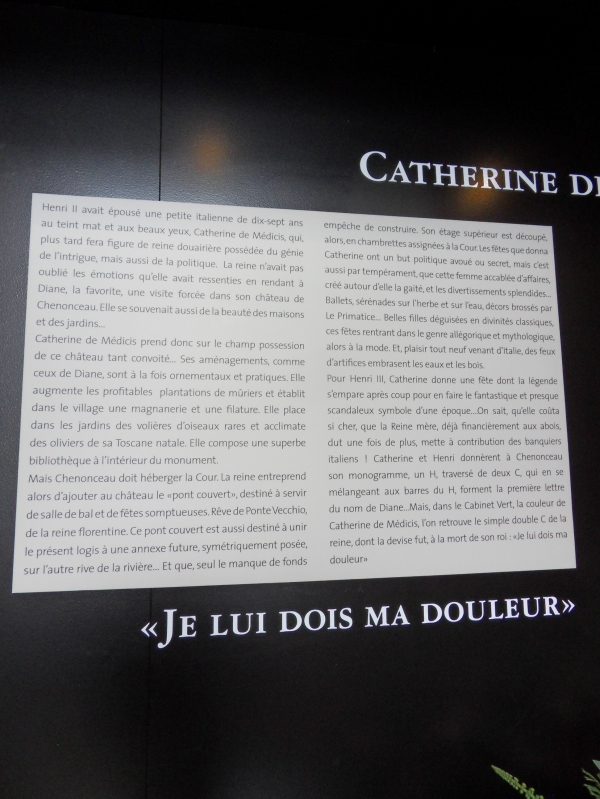 CATHERINE DE
Henri II avait épousé une petite italienne de dix-sept ans
au teint mat et aux beaux yeux, Catherine de Médicis, qui,
plus tard fera figure de reine douairière possédée du génie
de l'intrigue, mais aussi de la politique. La reine n'avait pas
oublié les émotions qu'elle avait ressenties en rendant à
Diane, la favorite, une visite forcée dans son château de
Chenonceau. Elle se souvenait aussi de la beauté des maisons
et des jardins...
Catherine de Médicis prend donc sur le champ possession
de ce château tant convoité... Ses aménagements, comme
ceux de Diane, sont à la fois ornementaux et pratiques. Elle
augmente les profitables plantations de mûriers et établit
dans le village une magnanerie et une filature. Elle place
dans les jardins des volières d'oiseaux rares et acclimate
des oliviers de sa Toscane natale. Elle compose une superbe
bibliothèque à l'intérieur du monument.
Mais Chenonceau doit héberger la Cour. La reine entreprend
alors d'ajouter au château le «pont couvert», destiné à servir
de salle de bal et de fêtes somptueuses. Rêve de Ponte Vecchio,
de la reine florentine. Ce pont couvert est aussi destiné à unir
le présent logis à une annexe future, symétriquement posée,
sur l'autre rive de la rivière... Et que, seul le manque de fonds
empêche de construire. Son étage supérieur est découpé,
alors, en chambrettes assignées à la Cour. Les fêtes que donna
Catherine ont un but politique avoué ou secret, mais c'est
aussi par tempérament, que cette femme accablée d'affaires,
créé autour d'elle la gaité, et les divertissements splendides...
Ballets, sérénades sur l'herbe et sur l'eau, décors brossés par
Le Primatice... Belles filles déguisées en divinités classiques,
ces fêtes rentrant dans le genre allégorique et mythologique,
alors à la mode. Et, plaisir tout neuf venant d'italie, des feux
d'artifices embrasent les eaux et les bois.
Pour Henri III, Catherine donne une fête dont la légende
s'empare après coup pour en faire le fantastique et presque
scandaleux symbole d'une époque...On sait, qu'elle coûta
si cher, que la Reine mère, déjà financièrement aux abois,
dut une fois de plus, mettre à contribution des banquiers
italiens ! Catherine et Henri donnèrent à Chenonceau
son monogramme, un H, traversé de deux C, qui en se
mélangeant aux barres du H, forment la première lettre
du nom de Diane...Mais, dans le Cabinet Vert, la couleur de
Catherine de Médicis, l'on retrouve le simple double C de la
reine, dont la devise fut, à la mort de son roi : «Je lui dois ma
douleur»
«JE LUI DOIS MA DOULEUR»